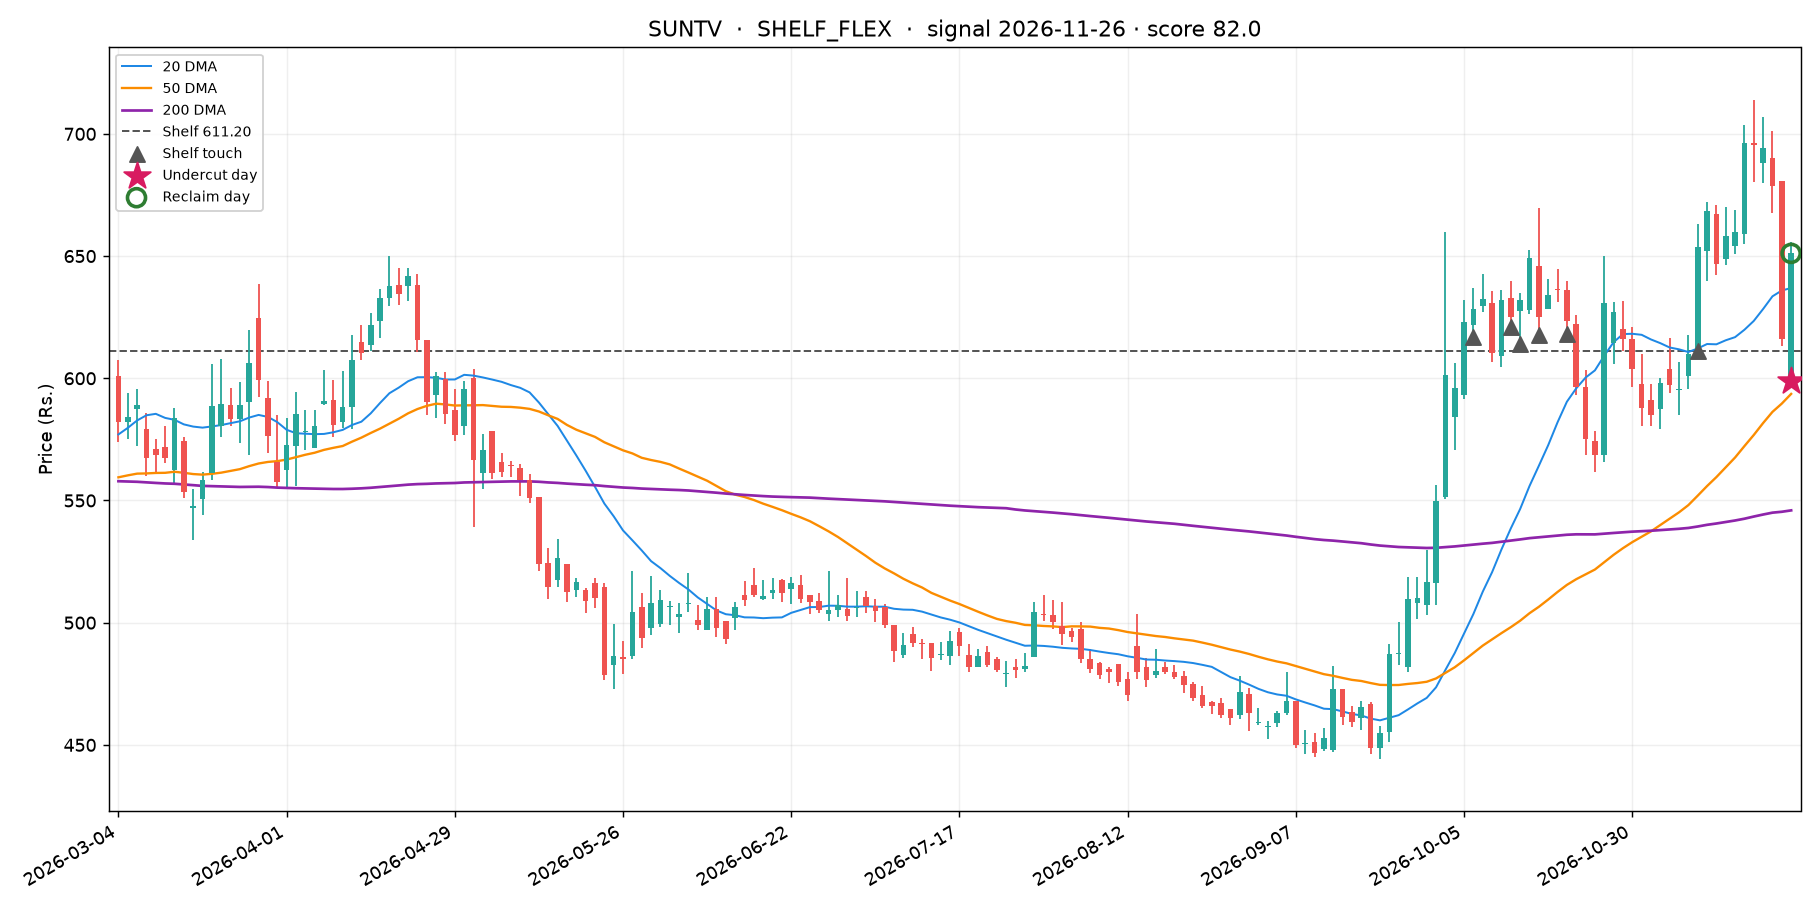 SUNTV · SHELF_FLEX · signal 2026-11-26 · score 82.0
20 DMA
50 DMA
200 DMA
Shelf 611.20
Shelf touch
Undercut day
Reclaim day
Price (Rs.)
700
650
600
550
500
450
2026-03-04
2026-04-01
2026-04-29
2026-05-26
2026-06-22
2026-07-17
2026-08-12
2026-09-07
2026-10-05
2026-10-30